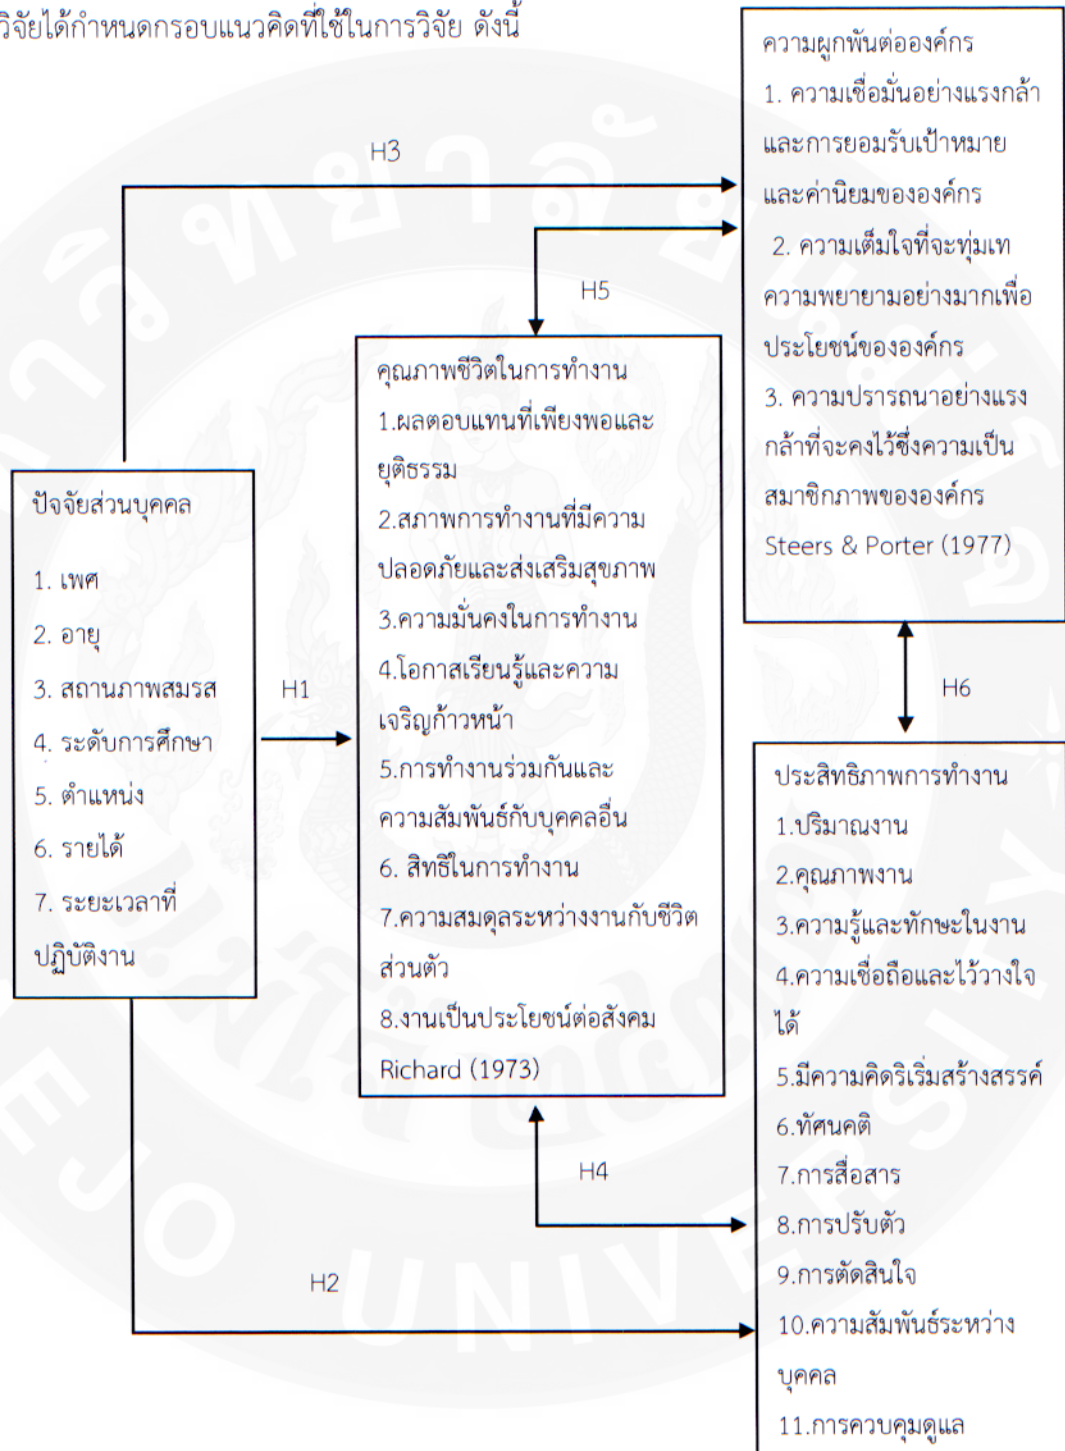 วิจัยได้กำหนดกรอบแนวคิดที่ใช้ในการวิจัย ดังนี้
ความผูกพันต่อองค์กร
1. ความเชื่อมั่นอย่างแรงกล้า
และการยอมรับเป้าหมาย
และค่านิยมขององค์กร
2. ความเต็มใจที่จะทุ่มเท
ความพยายามอย่างมากเพื่อ
ประโยชน์ขององค์กร
3. ความปรารถนาอย่างแรง
กล้าที่จะคงไว้ซึ่งความเป็น
สมาชิกภาพขององค์กร
Steers & Porter (1977)
H3
H5
คุณภาพชีวิตในการทำงาน
1.ผลตอบแทนที่เพียงพอและ
ยุติธรรม
2.สภาพการทำงานที่มีความ
ปลอดภัยและส่งเสริมสุขภาพ
3.ความมั่นคงในการทำงาน
4.โอกาสเรียนรู้และความ
เจริญก้าวหน้า
5.การทำงานร่วมกันและ
ความสัมพันธ์กับบุคคลอื่น
6. สิทธิในการทำงาน
7.ความสมดุลระหว่างงานกับชีวิต
ส่วนตัว
8.งานเป็นประโยชน์ต่อสังคม
Richard (1973)
ปัจจัยส่วนบุคคล
1. เพศ
2. อายุ
3. สถานภาพสมรส
4. ระดับการศึกษา
5. ตำแหน่ง
6. รายได้
7. ระยะเวลาที่
ปฏิบัติงาน
H1
H6
ประสิทธิภาพการทำงาน
1.ปริมาณงาน
2.คุณภาพงาน
3.ความรู้และทักษะในงาน
4.ความเชื่อถือและไว้วางใจ
ได้
5.มีความคิดริเริ่มสร้างสรรค์
6.ทัศนคติ
7.การสื่อสาร
8.การปรับตัว
9.การตัดสินใจ
10.ความสัมพันธ์ระหว่าง
บุคคล
11.การควบคุมดูแล
H4
H2
EJO UNIVERSITY